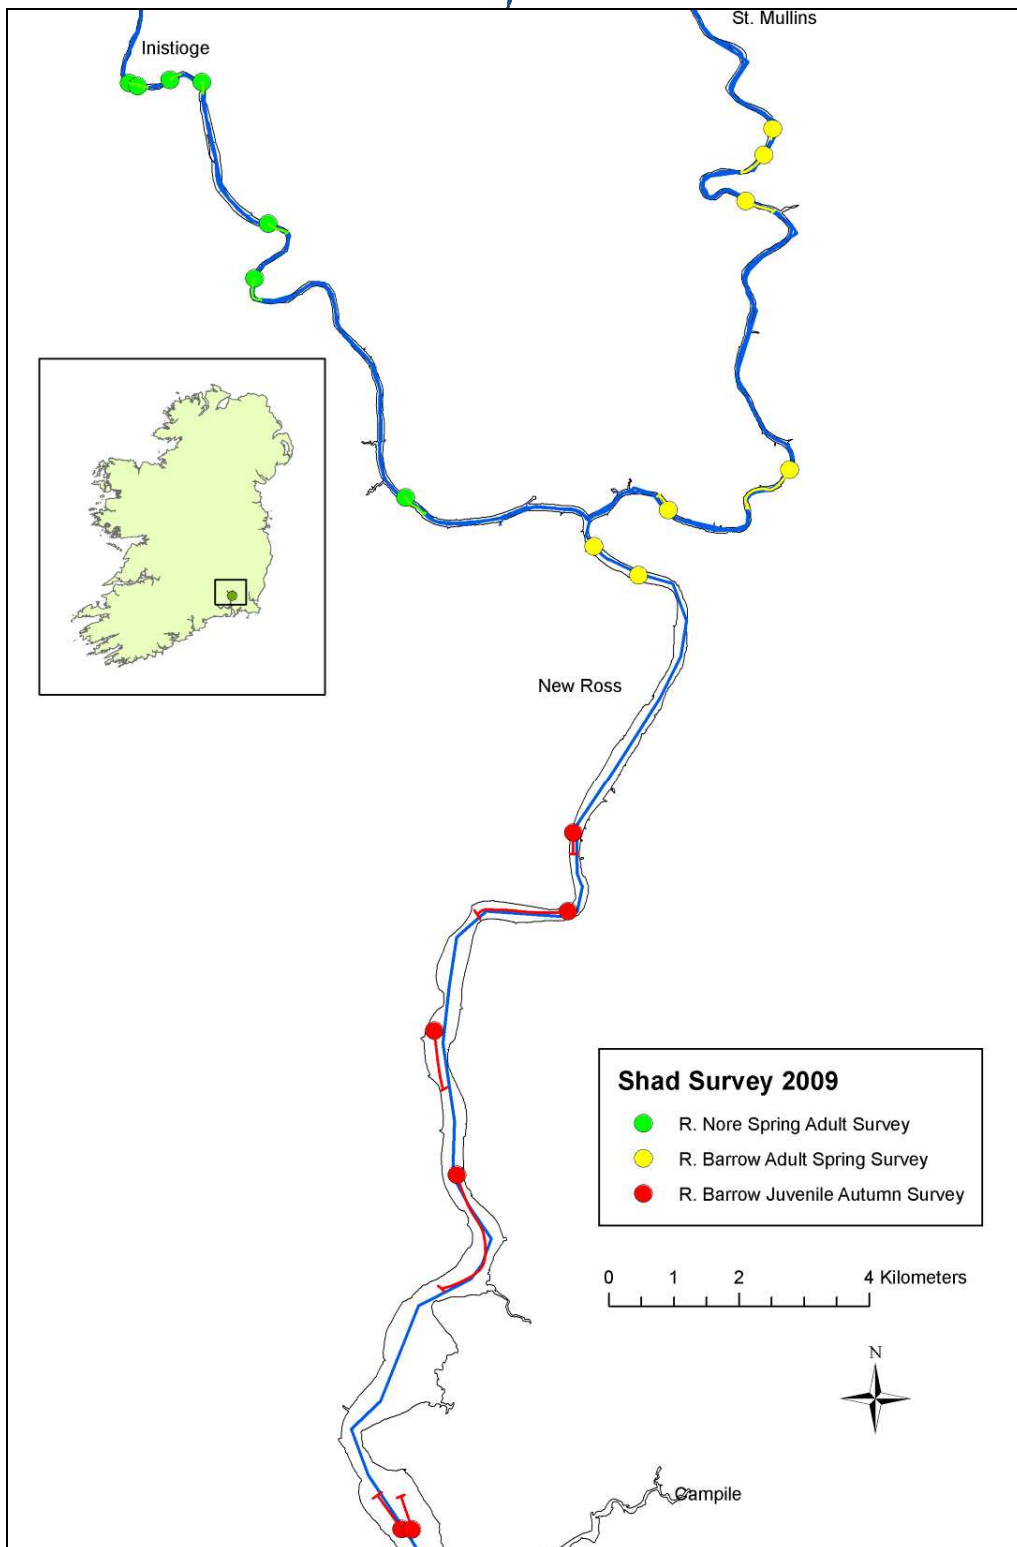 St. Mullins
Inistioge
New Ross
Shad Survey 2009
R. Nore Spring Adult Survey
R. Barrow Adult Spring Survey
R. Barrow Juvenile Autumn Survey
0 1 2 4 Kilometers
N
Campile